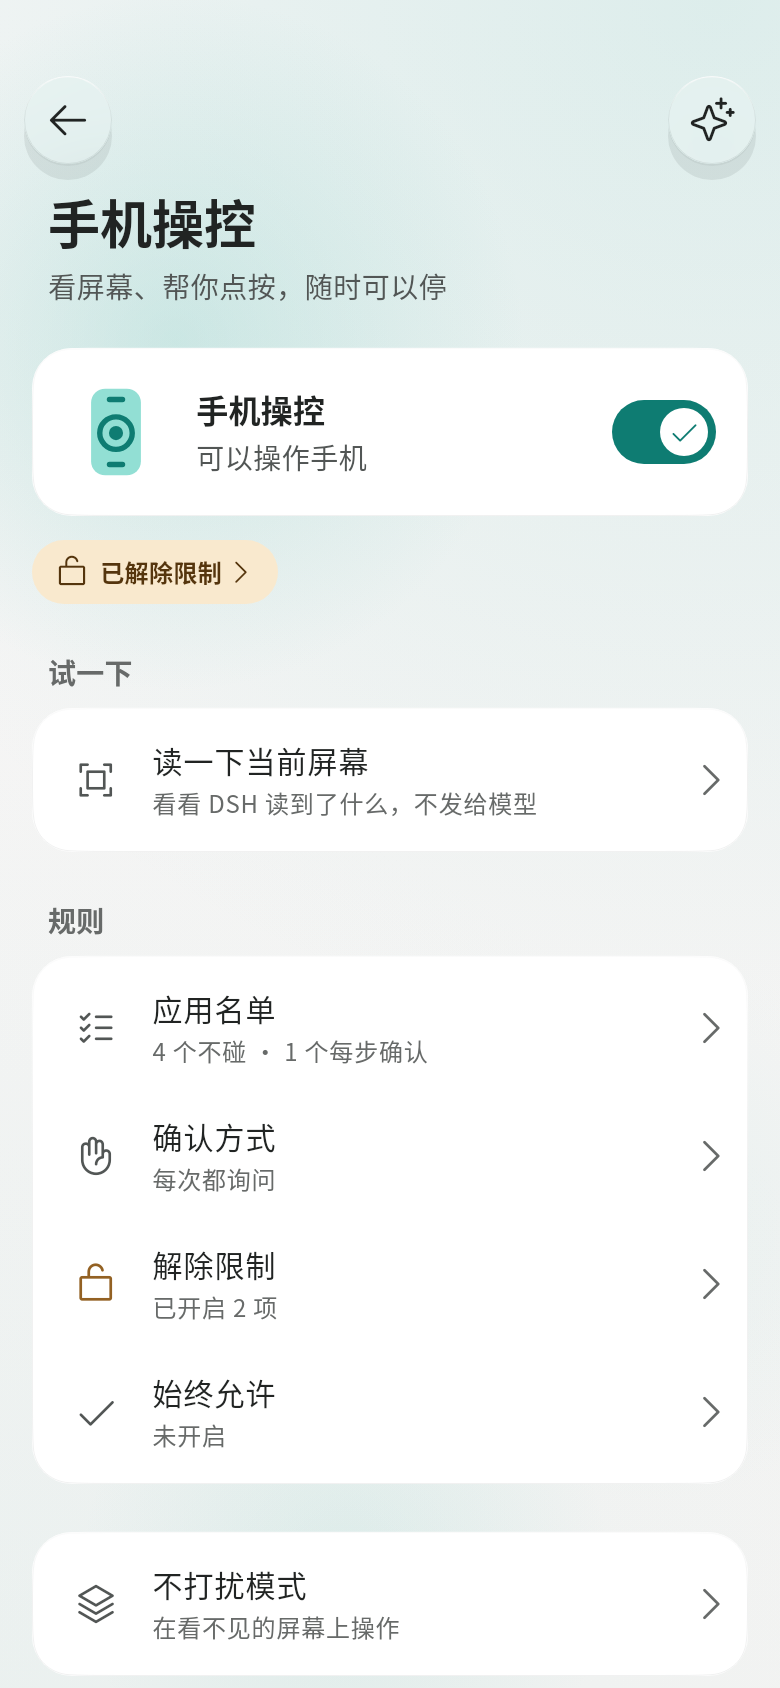 手机操控
看屏幕、帮你点按，随时可以停
手机操控
可以操作手机
已解除限制
试一下
读一下当前屏幕
看看 DSH 读到了什么，不发给模型
规则
应用名单
4 个不碰 · 1 个每步确认
确认方式
每次都询问
解除限制
已开启 2 项
始终允许
未开启
不打扰模式
在看不见的屏幕上操作